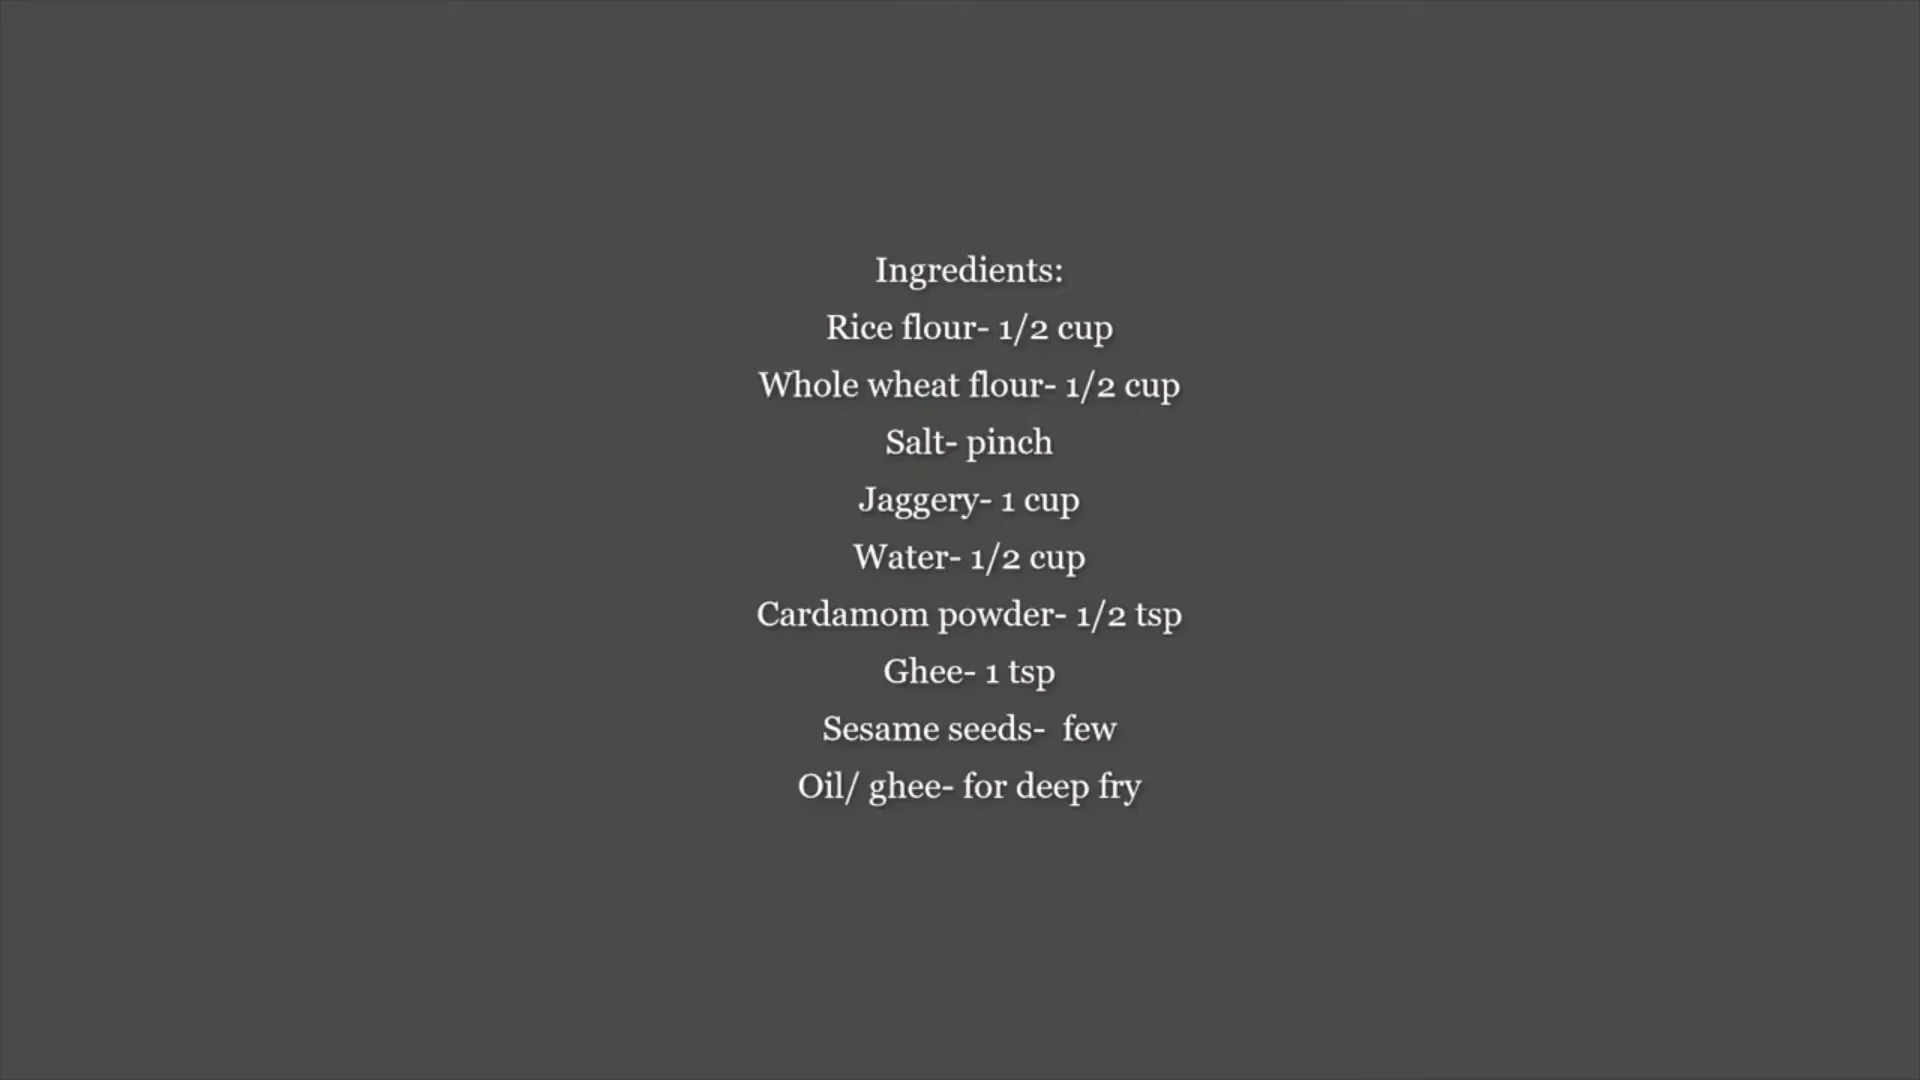 Ingredients:
Rice flour- 1/2 cup
Whole wheat flour- 1/2 cup
Salt- pinch
Jaggery- 1 cup
Water- 1/2 cup
Cardamom powder- 1/2 tsp
Ghee- 1 tsp
Sesame seeds-  few
Oil/ ghee- for deep fry